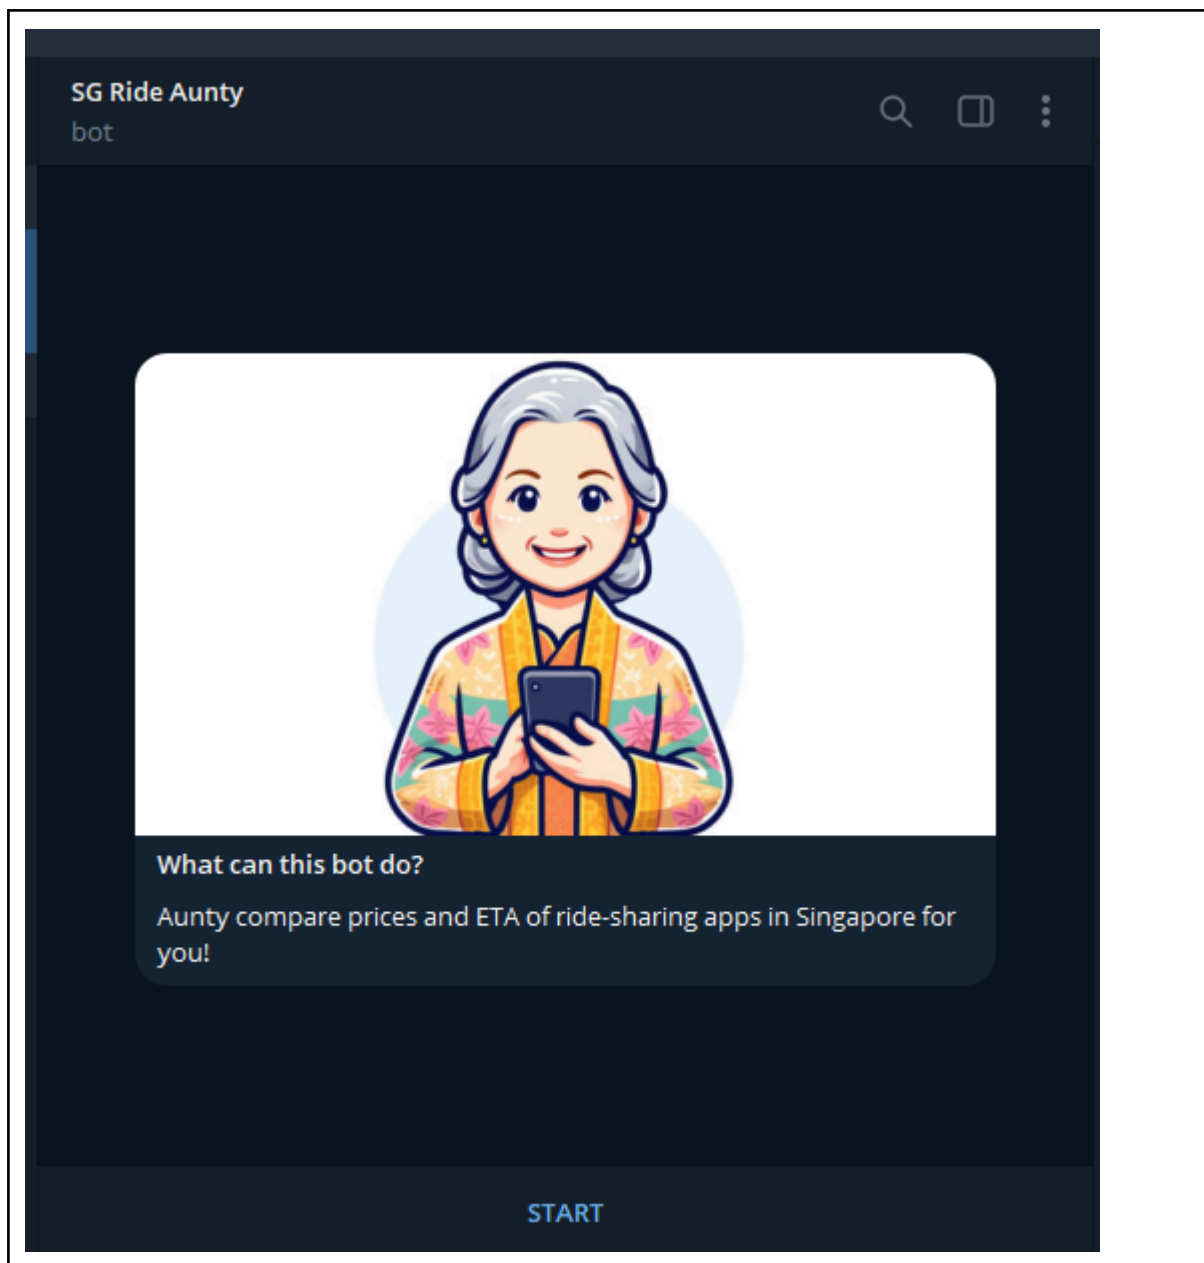 SG Ride Aunty
bot
What can this bot do?
Aunty compare prices and ETA of ride-sharing apps in Singapore for
you!
START